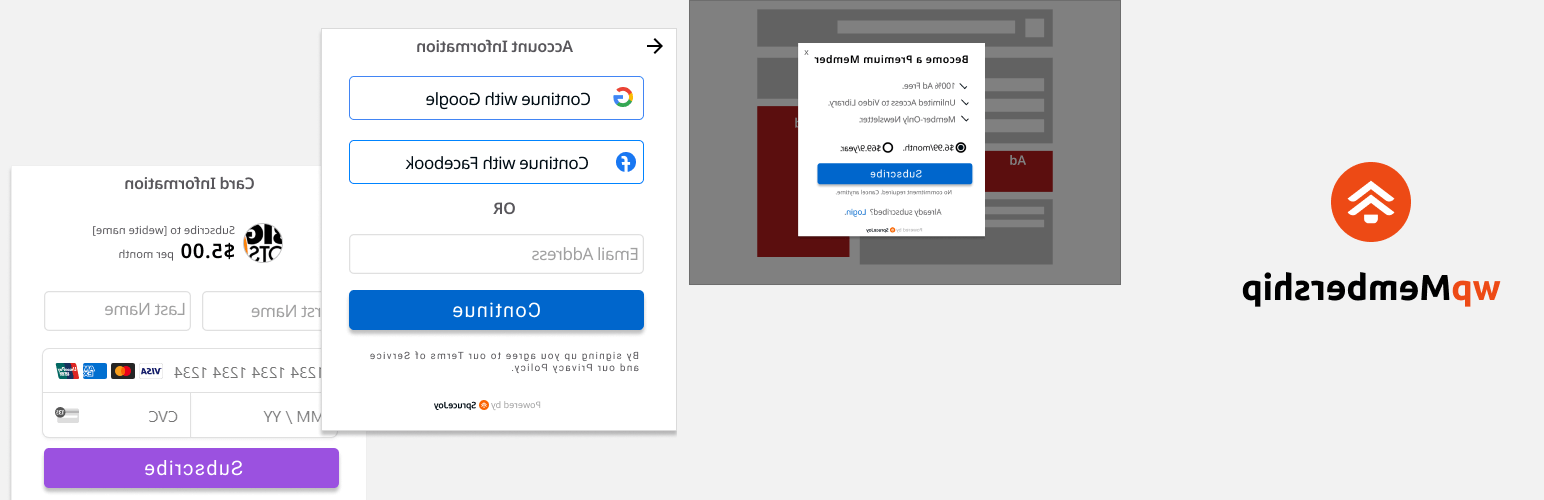 wpMembership
Ad
x
Become a Premium Member
100% Ad Free.
Unlimited Access to Video Library.
Member-Only Newsletter.
$6.99/month. $69.9/year.
Subscribe
No commitment required. Cancel anytime.
Already subscribed? Login.
Powered by SpruceJoy
Account Information
Continue with Google
Continue with Facebook
OR
Email Address
Continue
By signing up you agree to our Terms of Service
and our Privacy Policy.
Powered by SpruceJoy
Card Information
Subscribe to [webite name]
$5.00 per month
rst Name Last Name
1234 1234 1234 1234 VISA AMEX
MM / YY CVC
Subscribe